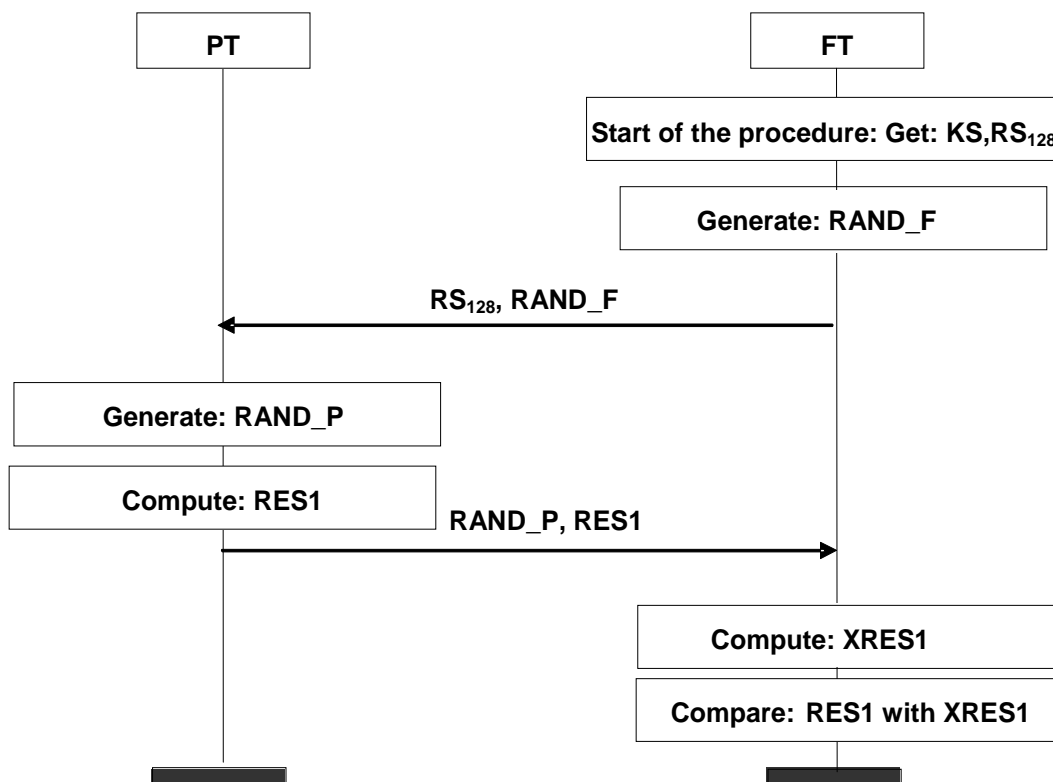 PT
FT
Start of the procedure: Get: KS,RS₁₂₈
Generate: RAND_F
RS₁₂₈, RAND_F
Generate: RAND_P
Compute: RES1
RAND_P, RES1
Compute: XRES1
Compare: RES1 with XRES1